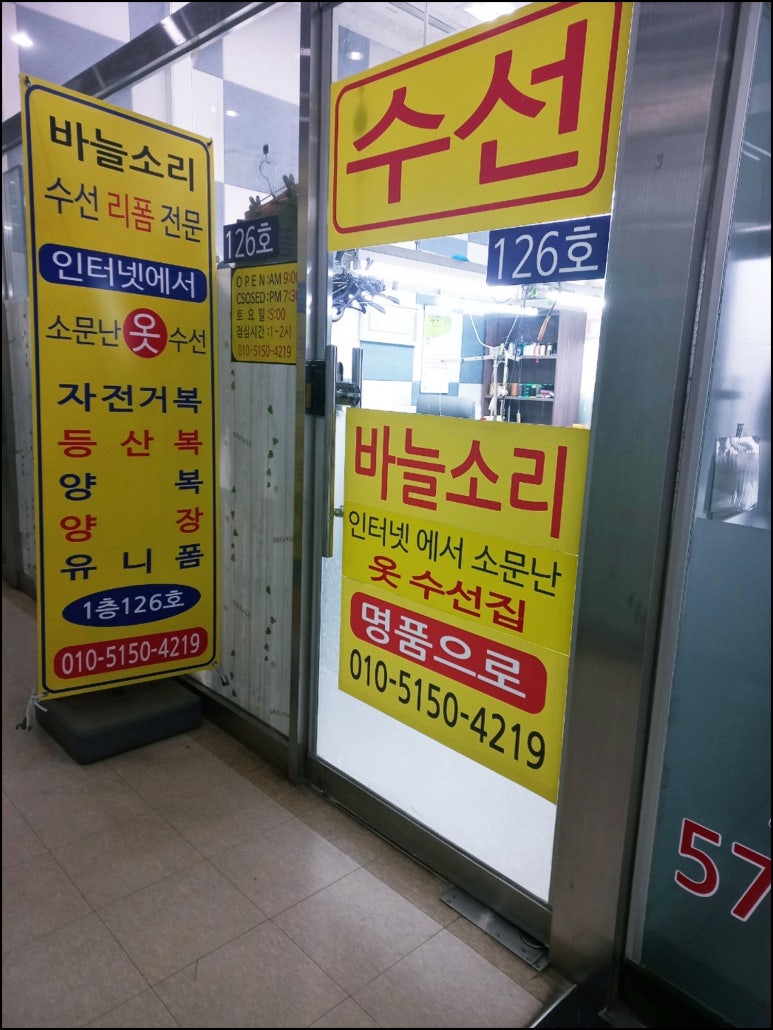 바늘소리
수선 리폼 전문
인터넷에서
소문난 옷 수선
자전거복
등산복
양복
양장
유니폼
1층126호
010-5150-4219
126호
OPEN:AM 9:00
CSOSED:PM 7:30
토요일:5:00
점심시간:1~2시
010-5150-4219
수선
126호
바늘소리
인터넷에서 소문난
옷 수선집
명품으로
010-5150-4219
57